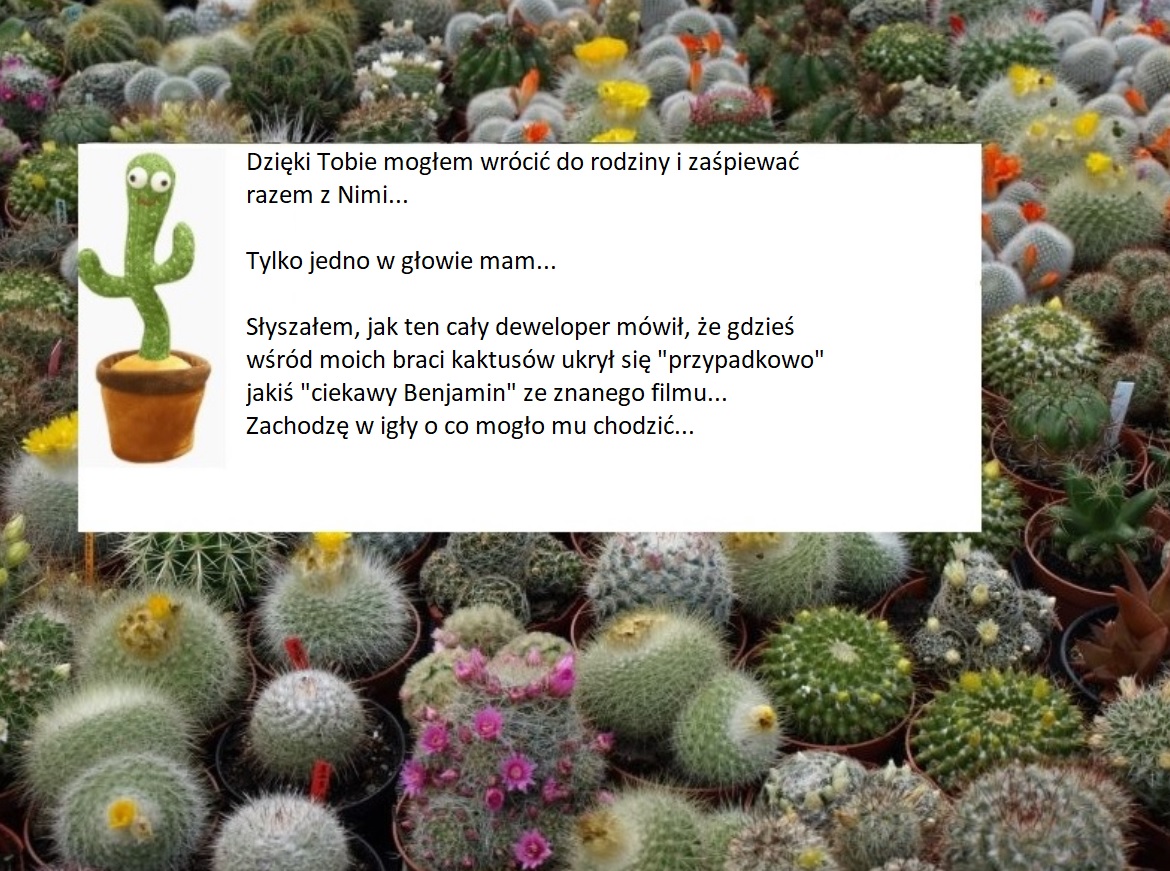 Dzięki Tobie mogłem wrócić do rodziny i zaśpiewać
razem z Nimi...
Tylko jedno w głowie mam...
Słyszałem, jak ten cały deweloper mówił, że gdzieś
wśród moich braci kaktusów ukrył się "przypadkowo"
jakiś "ciekawy Benjamin" ze znanego filmu...
Zachodzę w igły o co mogło mu chodzić...